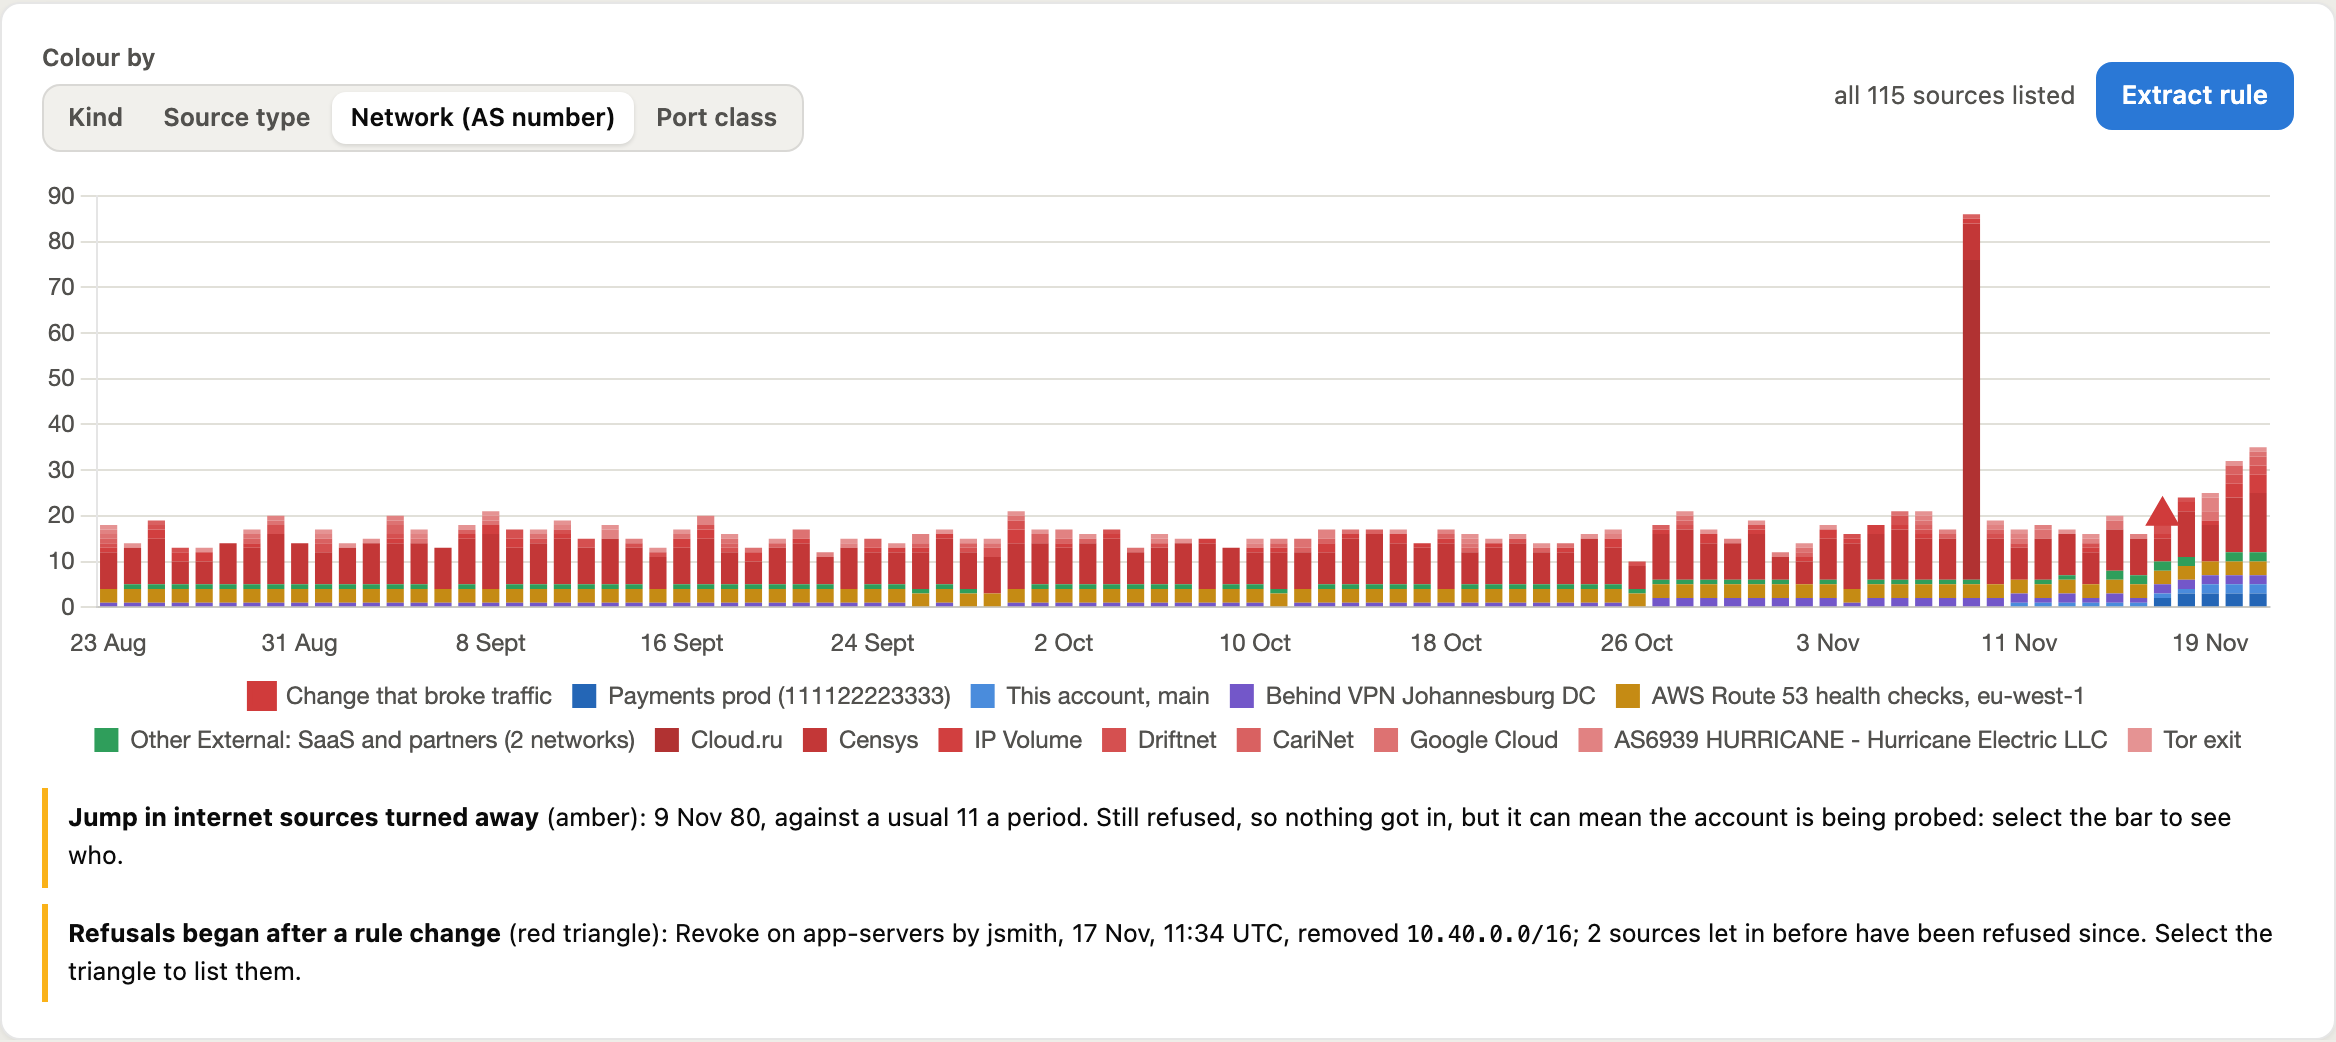 Colour by
Kind Source type Network (AS number) Port class
all 115 sources listed
Extract rule
90
80
70
60
50
40
30
20
10
0
23 Aug 31 Aug 8 Sept 16 Sept 24 Sept 2 Oct 10 Oct 18 Oct 26 Oct 3 Nov 11 Nov 19 Nov
Change that broke traffic Payments prod (111122223333) This account, main Behind VPN Johannesburg DC AWS Route 53 health checks, eu-west-1
Other External: SaaS and partners (2 networks) Cloud.ru Censys IP Volume Driftnet CariNet Google Cloud AS6939 HURRICANE - Hurricane Electric LLC Tor exit
Jump in internet sources turned away (amber): 9 Nov 80, against a usual 11 a period. Still refused, so nothing got in, but it can mean the account is being probed: select the bar to see
who.
Refusals began after a rule change (red triangle): Revoke on app-servers by jsmith, 17 Nov, 11:34 UTC, removed 10.40.0.0/16; 2 sources let in before have been refused since. Select the
triangle to list them.